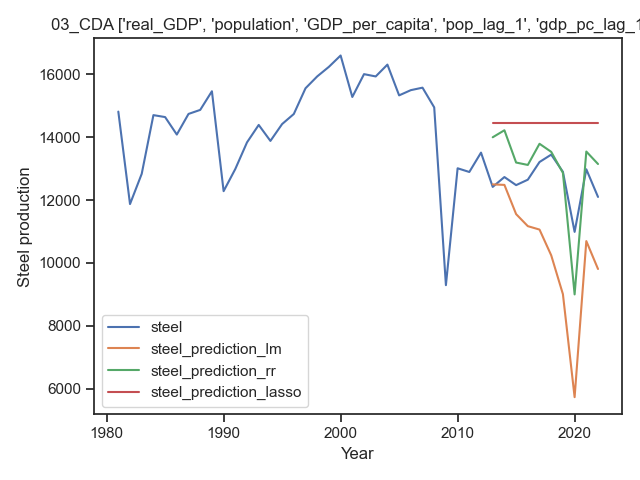 03_CDA ['real_GDP', 'population', 'GDP_per_capita', 'pop_lag_1', 'gdp_pc_lag_1
16000
14000
12000
10000
8000
6000
Steel production
steel
steel_prediction_lm
steel_prediction_rr
steel_prediction_lasso
1980
1990
2000
2010
2020
Year